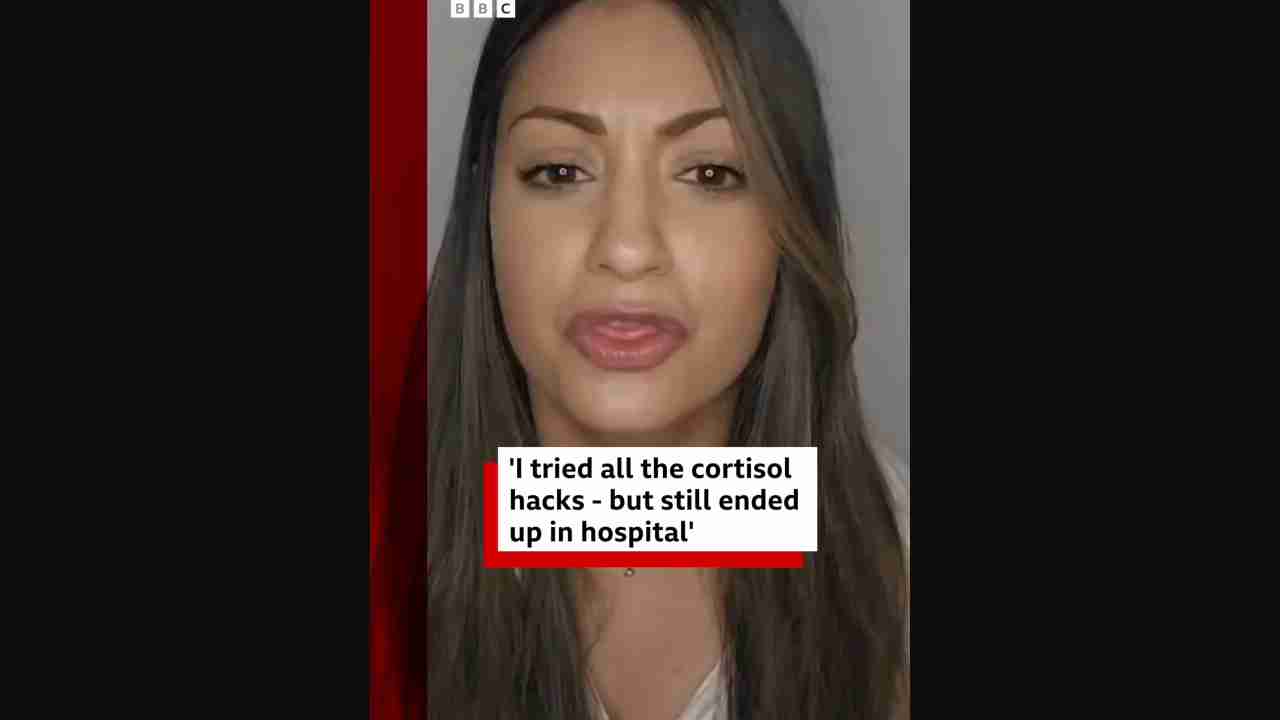 BBC
'I tried all the cortisol
hacks - but still ended
up in hospital'